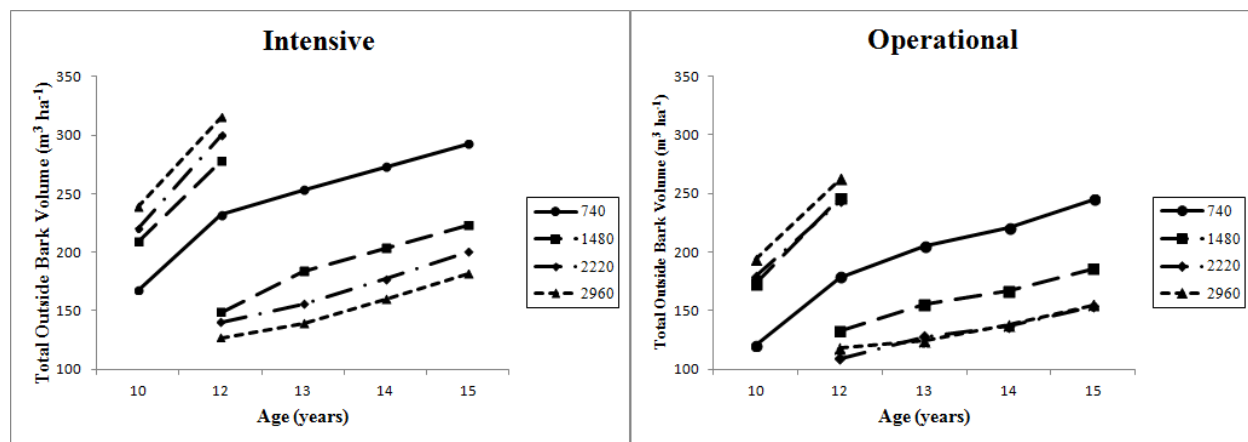 Intensive
Total Outside Bark Volume (m³ ha⁻¹)
350
300
250
200
150
100
10 12 13 14 15
Age (years)
740
1480
2220
2960
Operational
Total Outside Bark Volume (m³ ha⁻¹)
350
300
250
200
150
100
10 12 13 14 15
Age (years)
740
1480
2220
2960